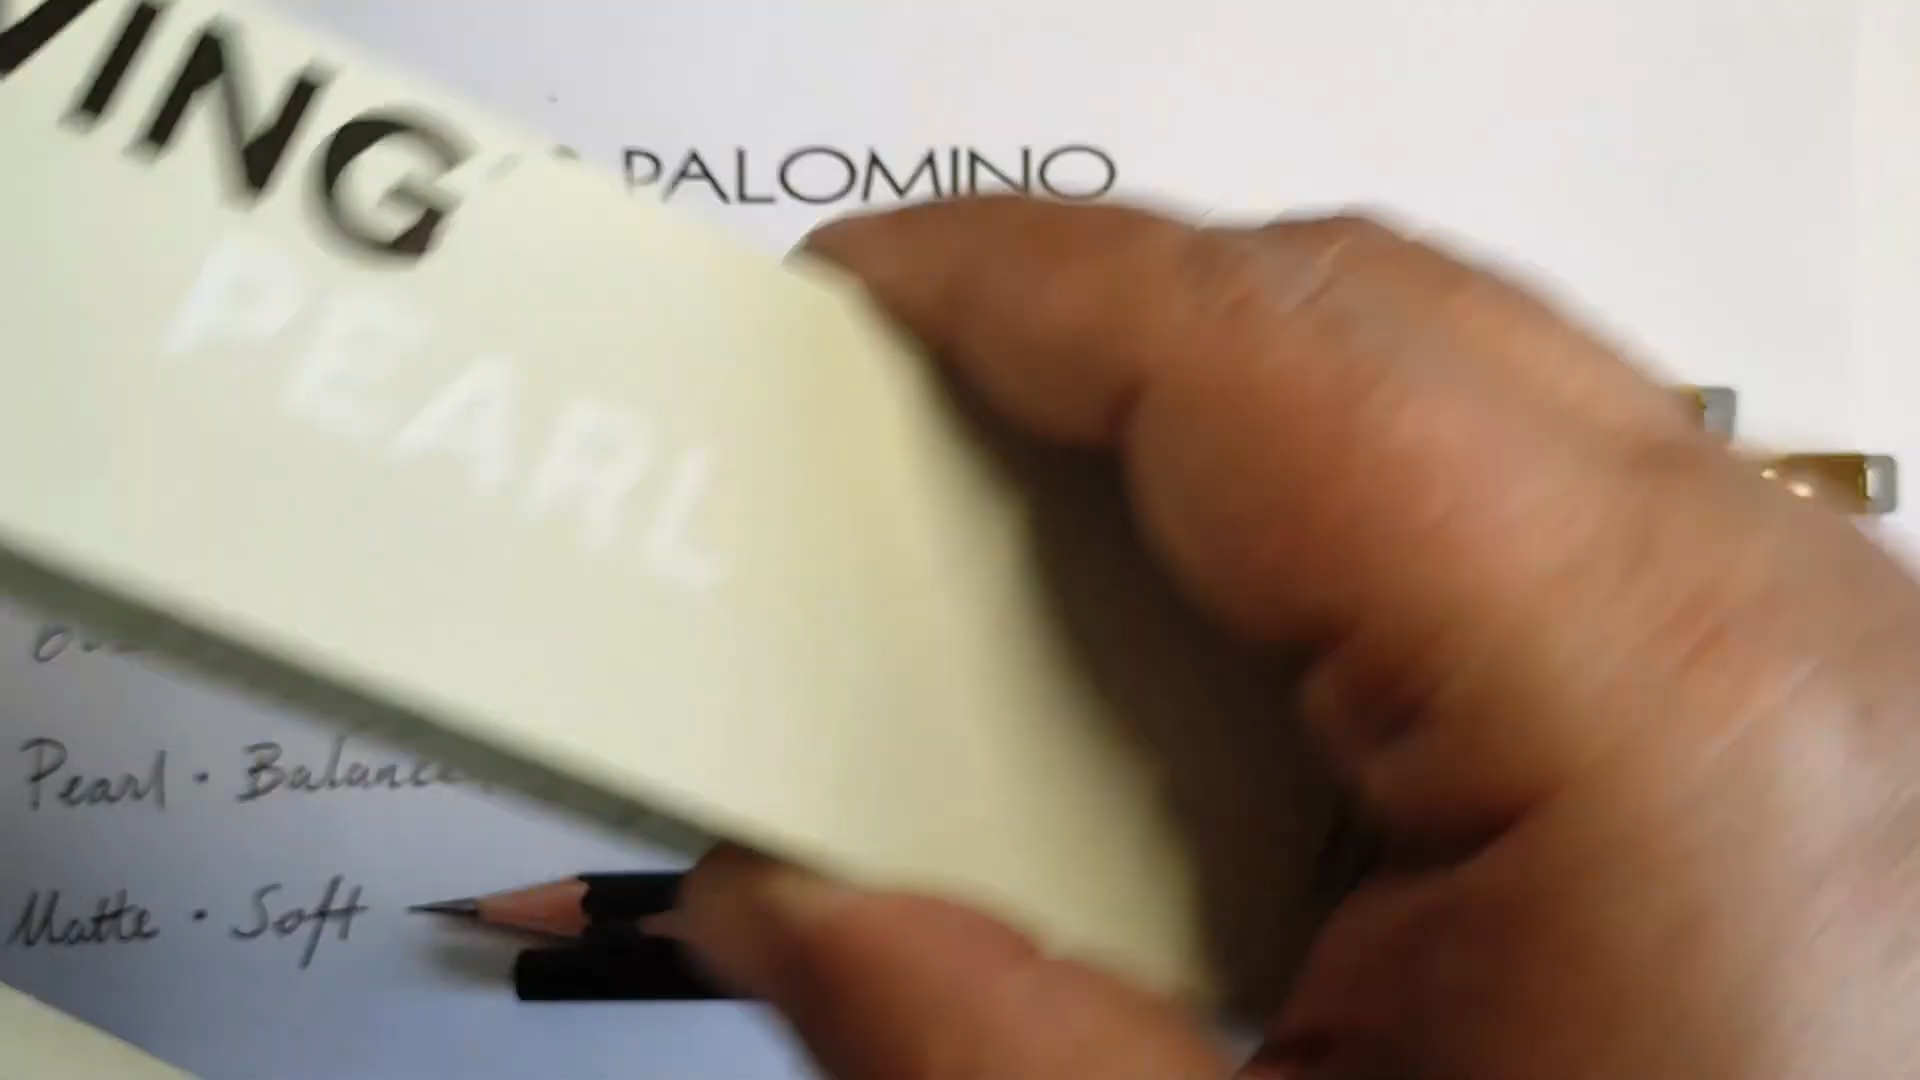 PALOMINO
VING
PEARL
Pearl · Balance
Matte · Soft